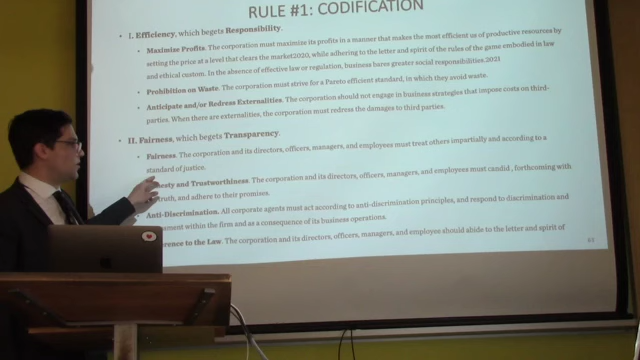 RULE #1: CODIFICATION
• I. Efficiency, which begets Responsibility.
• Maximize Profits. The corporation must maximize its profits in a manner that makes the most efficient us of productive resources by
setting the price at a level that clears the market2020, while adhering to the letter and spirit of the rules of the game embodied in law
and ethical custom. In the absence of effective law or regulation, business bares greater social responsibilities.2021
• Prohibition on Waste. The corporation must strive for a Pareto efficient standard, in which they avoid waste.
• Anticipate and/or Redress Externalities. The corporation should not engage in business strategies that impose costs on third-
parties. When there are externalities, the corporation must redress the damages to third parties.
• II. Fairness, which begets Transparency.
• Fairness. The corporation and its directors, officers, managers, and employees must treat others impartially and according to a
standard of justice.
esty and Trustworthiness. The corporation and its directors, officers, managers, and employees must candid, forthcoming with
truth, and adhere to their promises.
Anti-Discrimination. All corporate agents must act according to anti-discrimination principles, and respond to discrimination and
ament within the firm and as a consequence of its business operations.
erence to the Law. The corporation and its directors, officers, managers, and employee should abide to the letter and spirit of